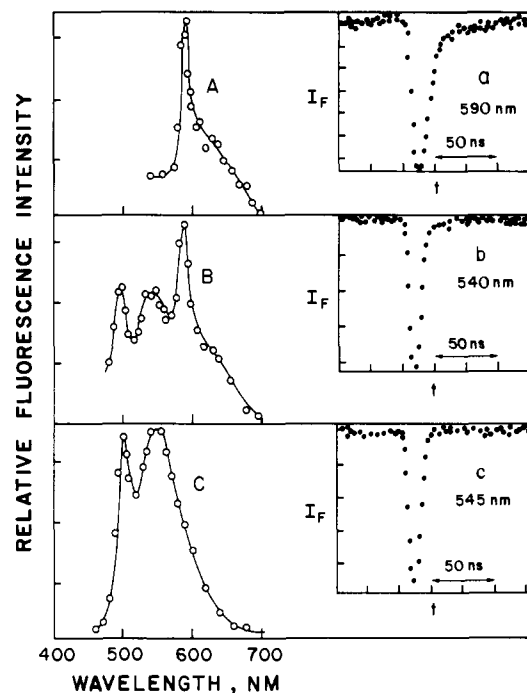 RELATIVE FLUORESCENCE INTENSITY
A
I_F
a
590 nm
50 ns
t
B
I_F
b
540 nm
50 ns
t
C
I_F
c
545 nm
50 ns
t
400 500 600 700
WAVELENGTH , NM